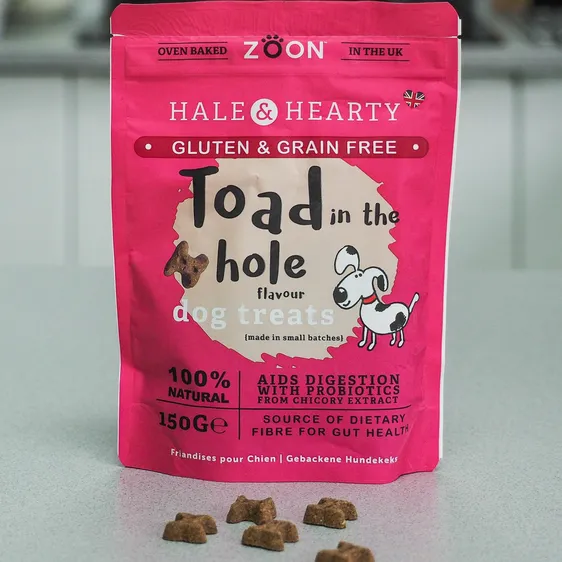 OVEN BAKED ZOON IN THE UK
HALE & HEARTY
GLUTEN & GRAIN FREE
Toad in the
hole
flavour
dog treats
(made in small batches)
100%
NATURAL
AIDS DIGESTION
WITH PROBIOTICS
FROM CHICORY EXTRACT
150G℮
SOURCE OF DIETARY
FIBRE FOR GUT HEALTH
Friandises pour Chien | Gebackene Hundekeks